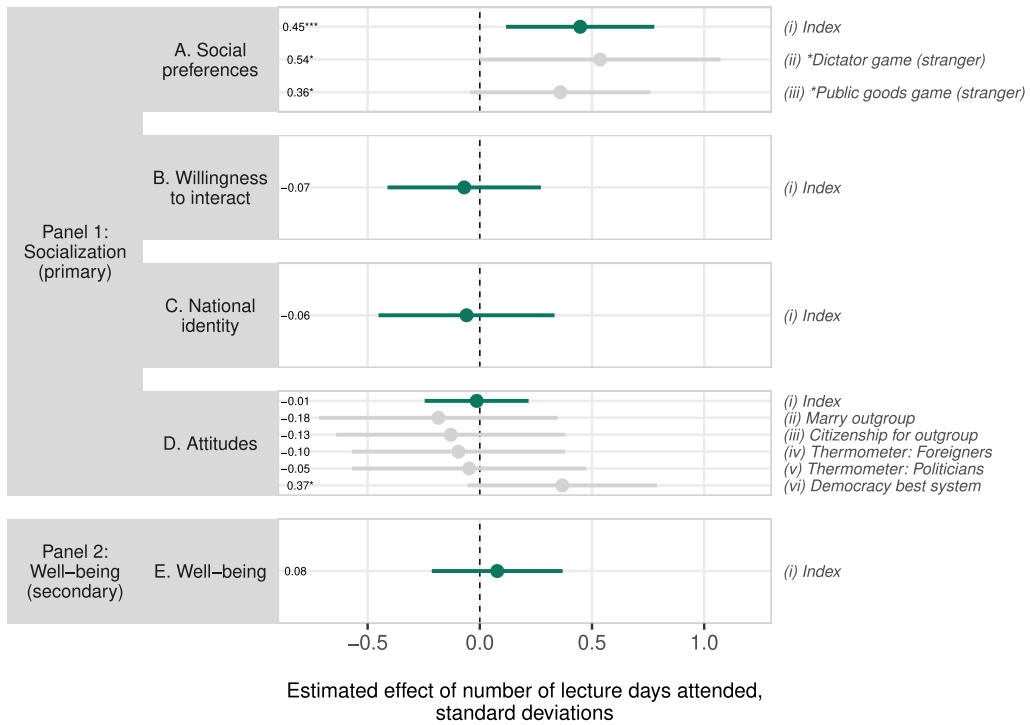 Panel 1:
Socialization
(primary)
A. Social
preferences
0.45***
(i) Index
0.54*
(ii) *Dictator game (stranger)
0.36*
(iii) *Public goods game (stranger)
B. Willingness
to interact
−0.07
(i) Index
C. National
identity
−0.06
(i) Index
D. Attitudes
−0.01
(i) Index
−0.18
(ii) Marry outgroup
−0.13
(iii) Citizenship for outgroup
−0.10
(iv) Thermometer: Foreigners
−0.05
(v) Thermometer: Politicians
0.37*
(vi) Democracy best system
Panel 2:
Well−being
(secondary)
E. Well−being
0.08
(i) Index
−0.5 0.0 0.5 1.0
Estimated effect of number of lecture days attended,
standard deviations